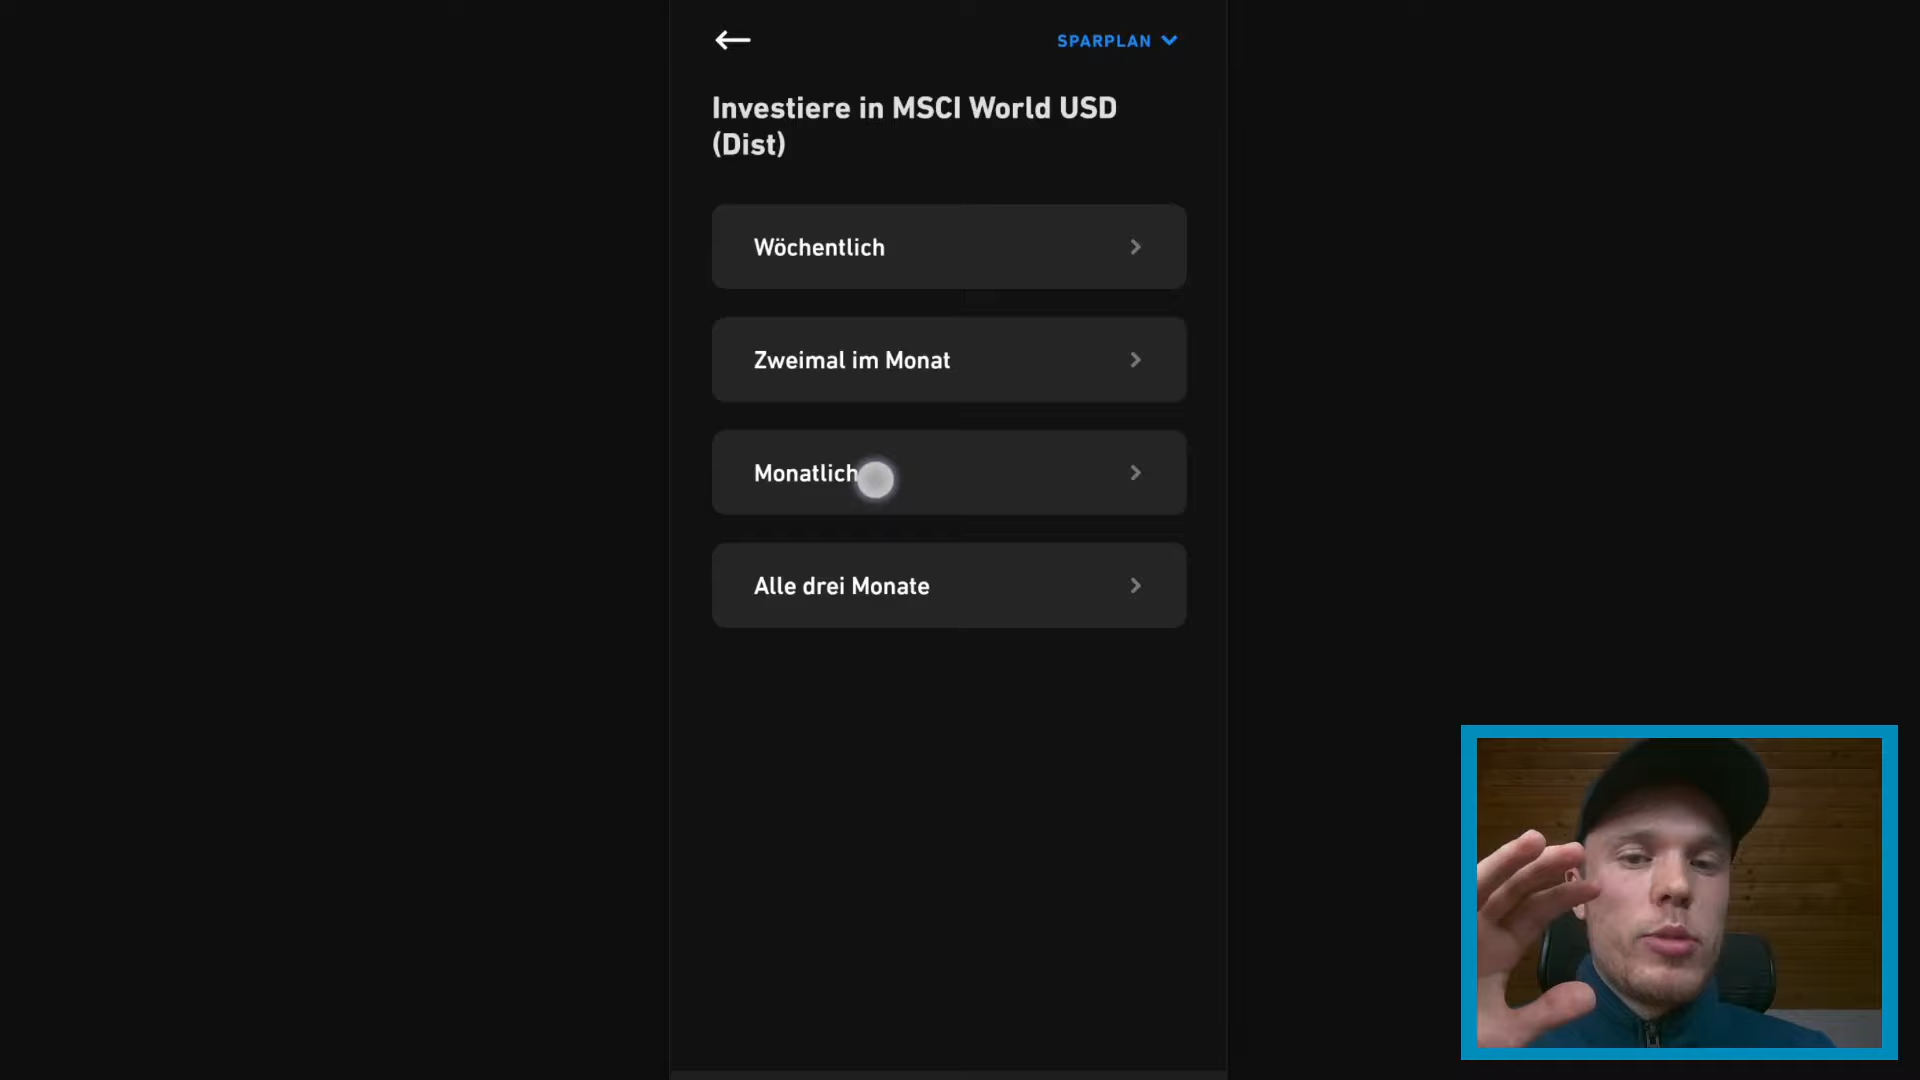 SPARPLAN
Investiere in MSCI World USD
(Dist)
Wöchentlich
Zweimal im Monat
Monatlich
Alle drei Monate